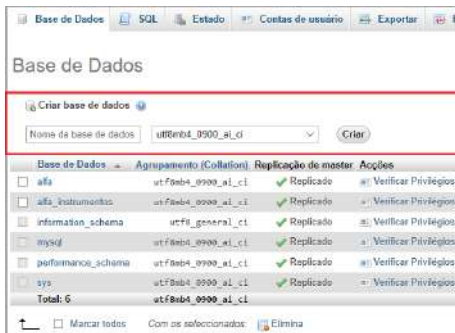 Base de Dados SQL Estado Contas de usuário Exportar
Base de Dados
Criar base de dados
Nome da base de dados utf8mb4_0900_ai_ci Criar
Base de Dados Agrupamento (Collation) Replicação de master Acções
alfa utf8mb4_0900_ai_ci Replicado Verificar Privilégios
alfa_instrumentos utf8mb4_0900_ai_ci Replicado Verificar Privilégios
information_schema utf8_general_ci Replicado Verificar Privilégios
mysql utf8mb4_0900_ai_ci Replicado Verificar Privilégios
performance_schema utf8mb4_0900_ai_ci Replicado Verificar Privilégios
sys utf8mb4_0900_ai_ci Replicado Verificar Privilégios
Total: 6 utf8mb4_0900_ai_ci
Marcar todos Com os seleccionados: Elimina